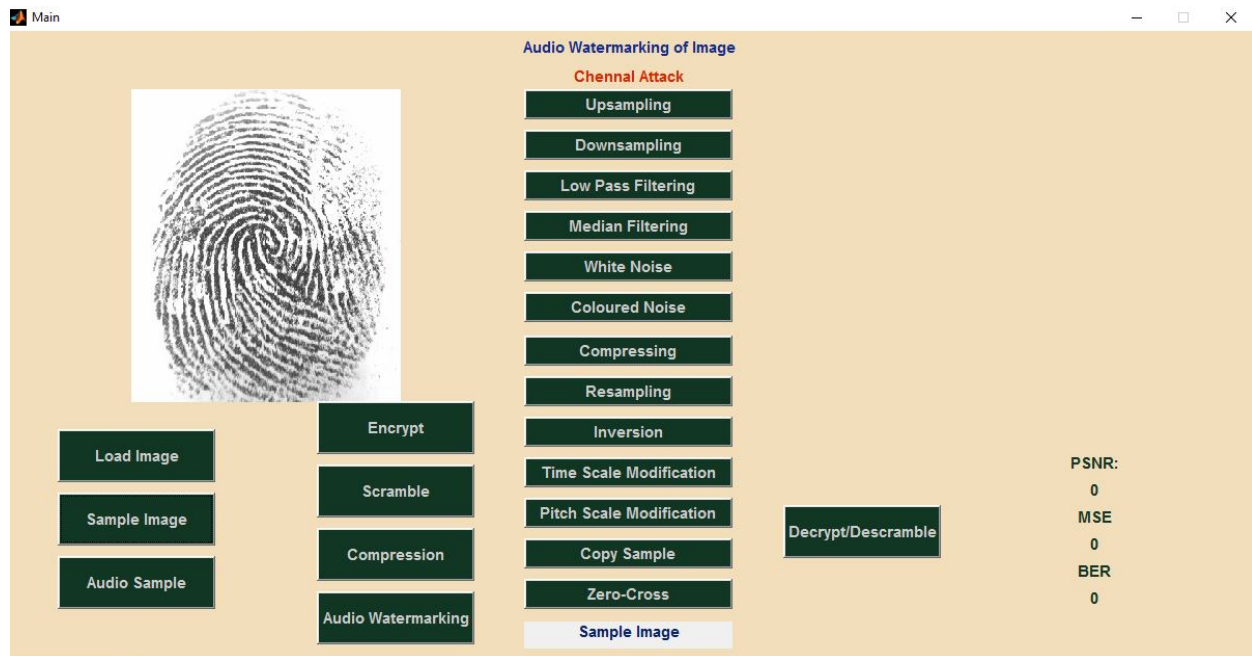 Main
Audio Watermarking of Image
Chennal Attack
Upsampling
Downsampling
Low Pass Filtering
Median Filtering
White Noise
Coloured Noise
Compressing
Resampling
Inversion
Time Scale Modification
Pitch Scale Modification
Copy Sample
Zero-Cross
Sample Image
Load Image
Sample Image
Audio Sample
Encrypt
Scramble
Compression
Audio Watermarking
Decrypt/Descramble
PSNR:
0
MSE
0
BER
0